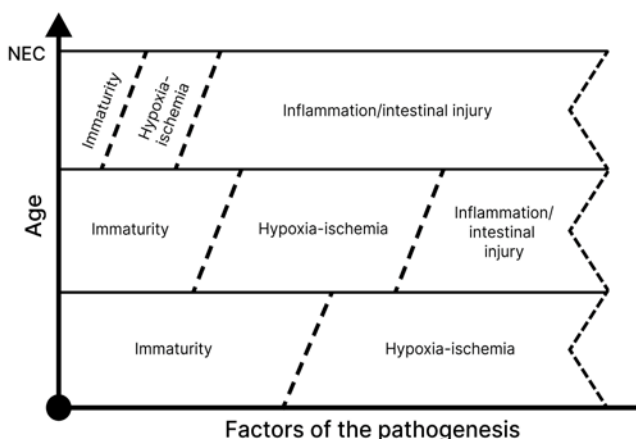 NEC
Immaturity
Hypoxia-
ischemia
Inflammation/intestinal injury
Immaturity
Hypoxia-ischemia
Inflammation/
intestinal
injury
Immaturity
Hypoxia-ischemia
Age
Factors of the pathogenesis